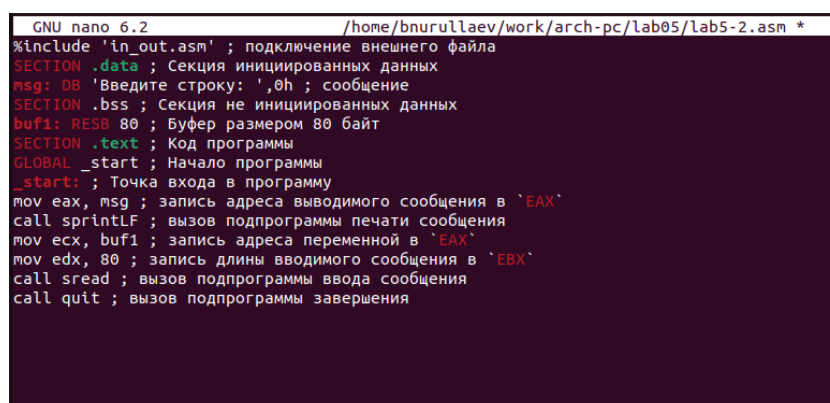 GNU nano 6.2 /home/bnurullaev/work/arch-pc/lab05/lab5-2.asm *
%include 'in_out.asm' ; подключение внешнего файла
SECTION .data ; Секция инициированных данных
msg: DB 'Введите строку: ',0h ; сообщение
SECTION .bss ; Секция не инициированных данных
buf1: RESB 80 ; Буфер размером 80 байт
SECTION .text ; Код программы
GLOBAL _start ; Начало программы
_start: ; Точка входа в программу
mov eax, msg ; запись адреса выводимого сообщения в `EAX`
call sprintLF ; вызов подпрограммы печати сообщения
mov ecx, buf1 ; запись адреса переменной в `EAX`
mov edx, 80 ; запись длины вводимого сообщения в `EBX`
call sread ; вызов подпрограммы ввода сообщения
call quit ; вызов подпрограммы завершения